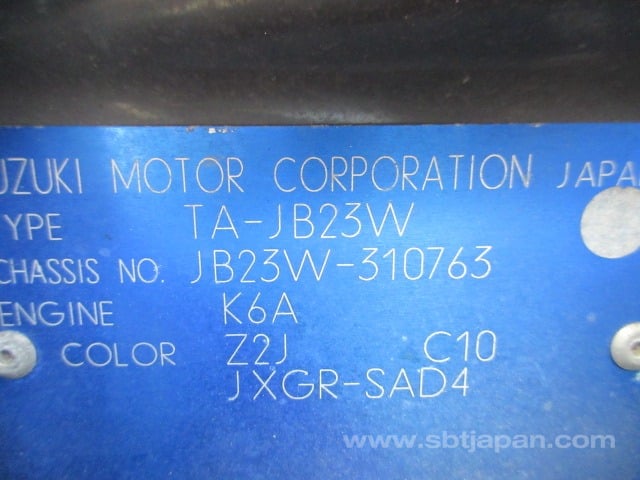 UZUKI MOTOR CORPORATION JAPA
YPE TA-JB23W
CHASSIS NO. JB23W-310763
ENGINE K6A
COLOR Z2J C10
JXGR-SAD4
www.sbtjapan.com